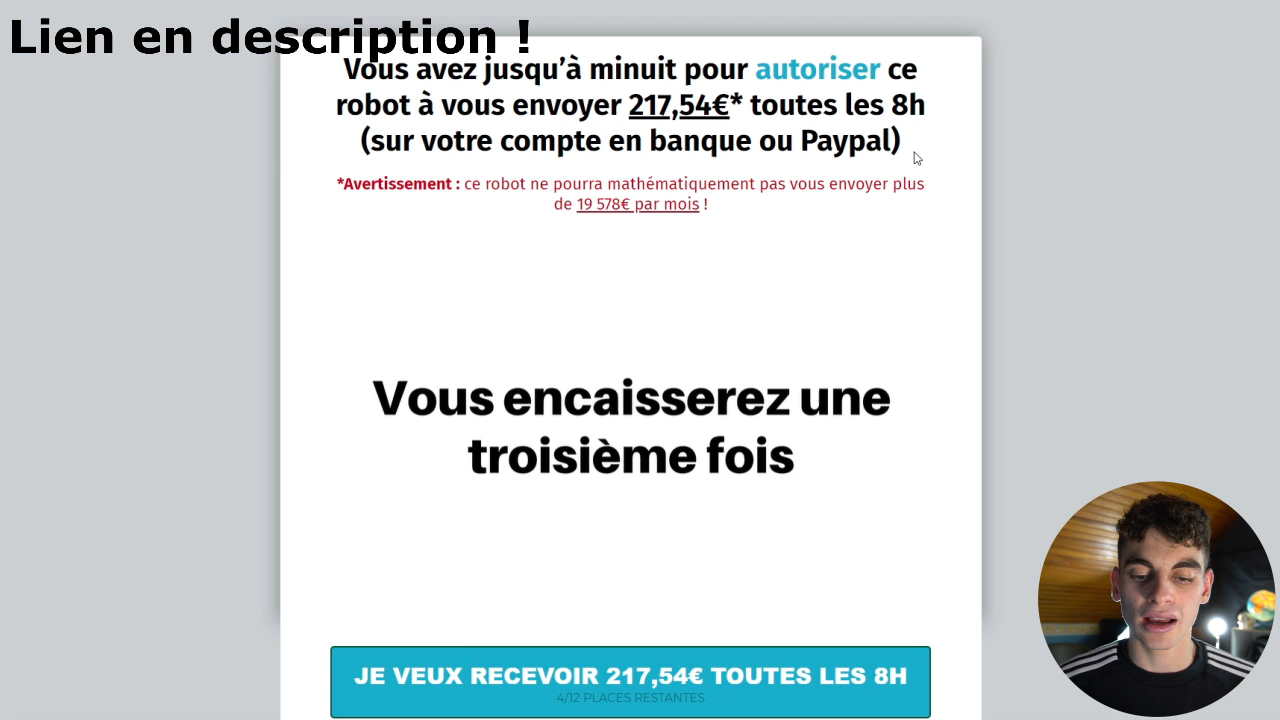 Lien en description !
Vous avez jusqu’à minuit pour autoriser ce
robot à vous envoyer 217,54€* toutes les 8h
(sur votre compte en banque ou Paypal)
*Avertissement : ce robot ne pourra mathématiquement pas vous envoyer plus
de 19 578€ par mois !
Vous encaisserez une
troisième fois
JE VEUX RECEVOIR 217,54€ TOUTES LES 8H
4/12 PLACES RESTANTES